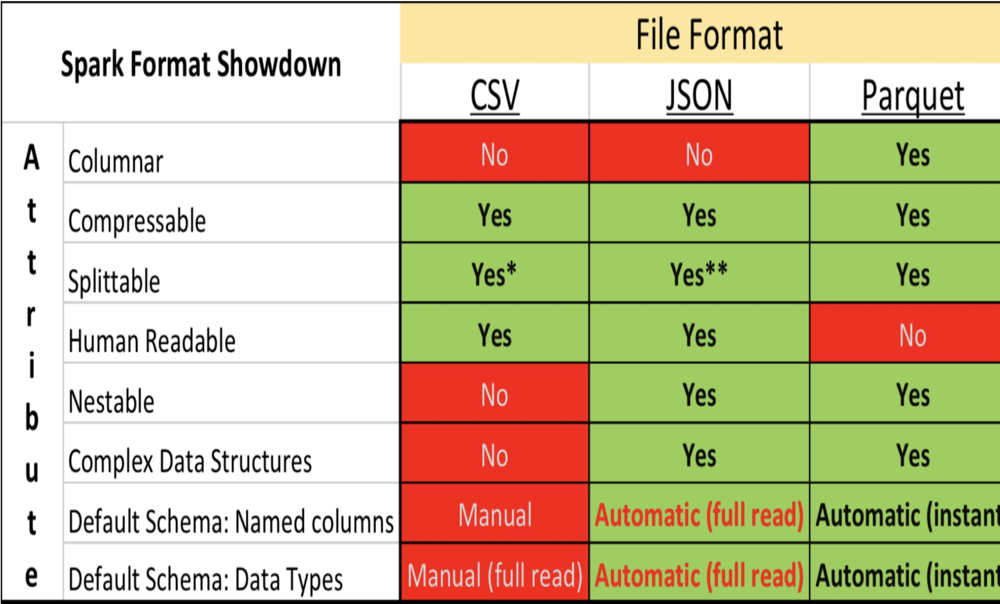 File Format
Spark Format Showdown
CSV JSON Parquet
Attribute
Columnar No No Yes
Compressable Yes Yes Yes
Splittable Yes* Yes** Yes
Human Readable Yes Yes No
Nestable No Yes Yes
Complex Data Structures No Yes Yes
Default Schema: Named columns Manual Automatic (full read) Automatic (instant
Default Schema: Data Types Manual (full read) Automatic (full read) Automatic (instant